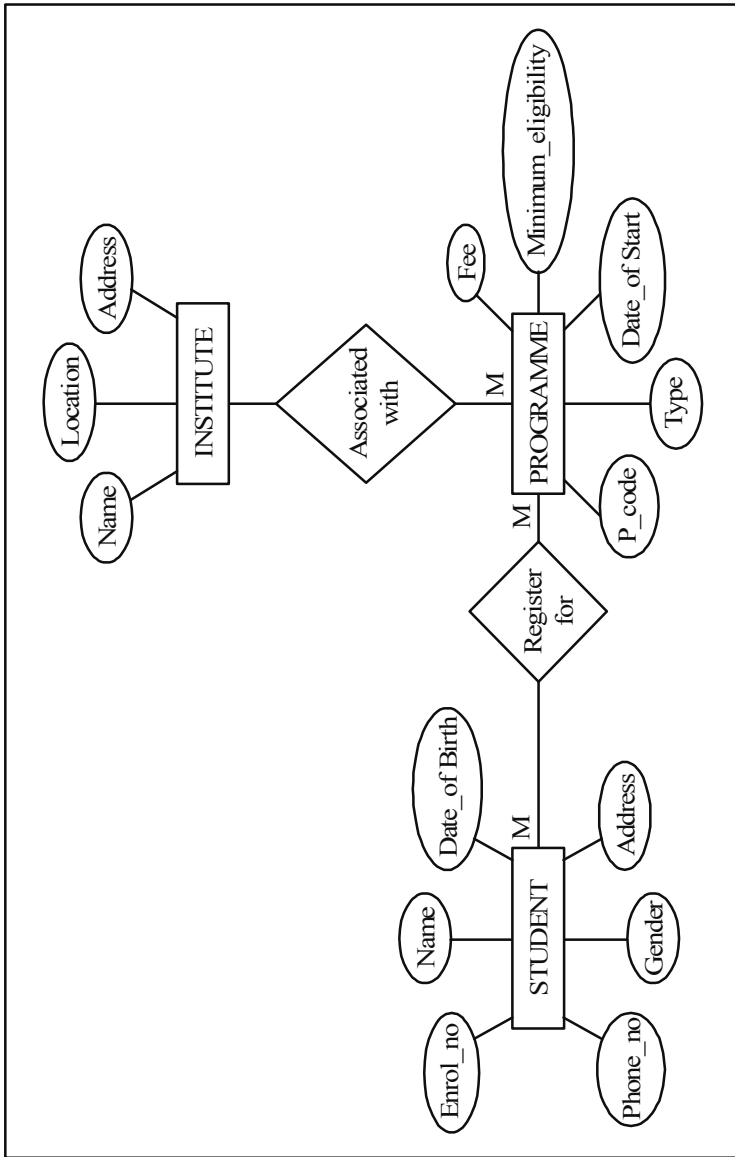 Name
Location
Address
INSTITUTE
Associated
with
Enrol_no
Name
Date_of Birth
Fee
M
M
M
STUDENT
Register
for
PROGRAMME
Minimum_eligibility
Phone_no
Gender
Address
P_code
Type
Date_of Start